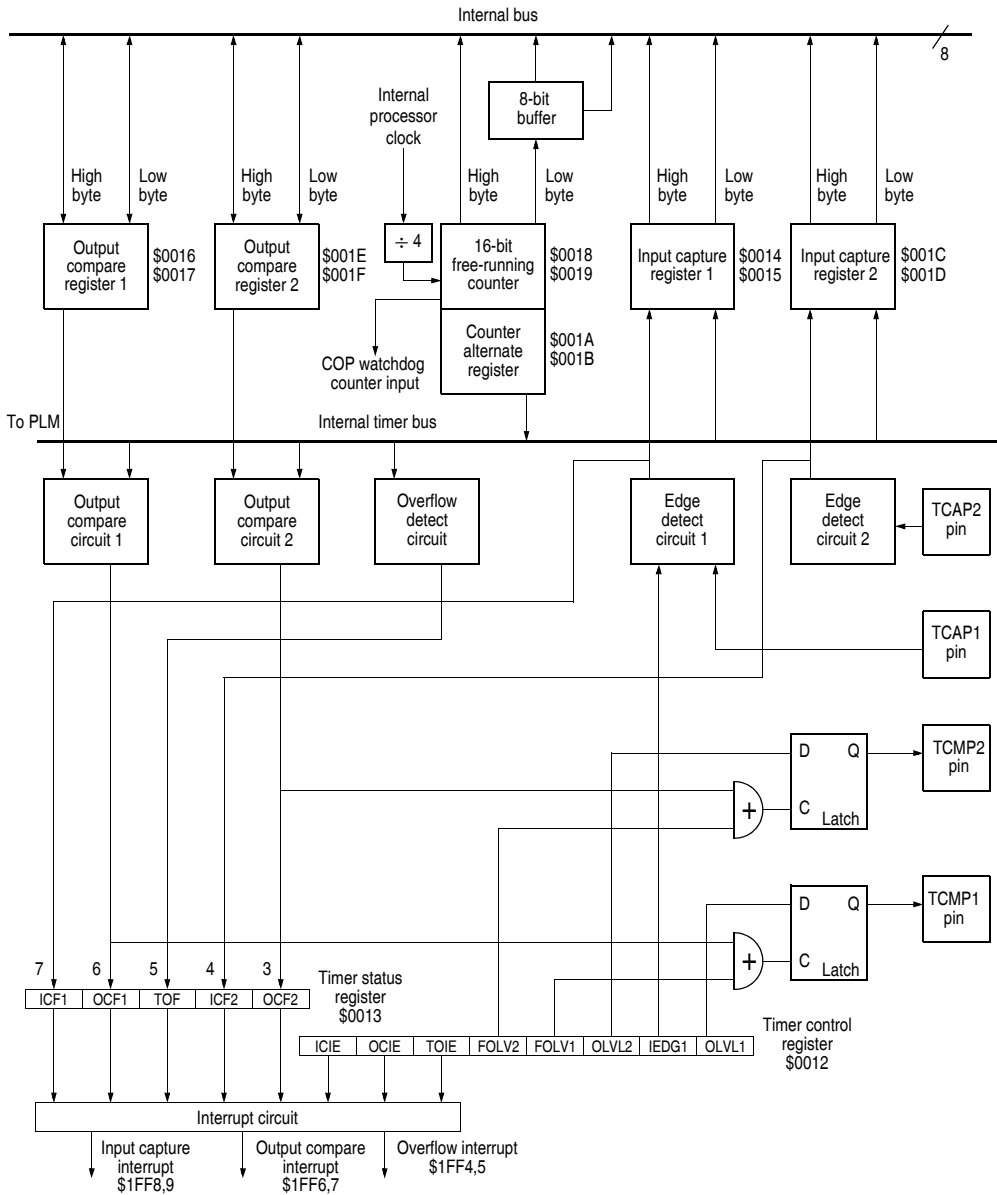 Internal bus
8
Internal
processor
clock
8-bit
buffer
High
byte
Low
byte
High
byte
Low
byte
High
byte
Low
byte
High
byte
Low
byte
High
byte
Low
byte
Output
compare
register 1
$0016
$0017
Output
compare
register 2
$001E
$001F
÷ 4
16-bit
free-running
counter
$0018
$0019
Input capture
register 1
$0014
$0015
Input capture
register 2
$001C
$001D
COP watchdog
counter input
Counter
alternate
register
$001A
$001B
To PLM
Internal timer bus
Output
compare
circuit 1
Output
compare
circuit 2
Overflow
detect
circuit
Edge
detect
circuit 1
Edge
detect
circuit 2
TCAP2
pin
TCAP1
pin
D Q
C
Latch
+
TCMP2
pin
D Q
C
Latch
+
TCMP1
pin
7 6 5 4 3
ICF1 OCF1 TOF ICF2 OCF2
Timer status
register
$0013
ICIE OCIE TOIE FOLV2 FOLV1 OLVL2 IEDG1 OLVL1
Timer control
register
$0012
Interrupt circuit
Input capture
interrupt
$1FF8,9
Output compare
interrupt
$1FF6,7
Overflow interrupt
$1FF4,5